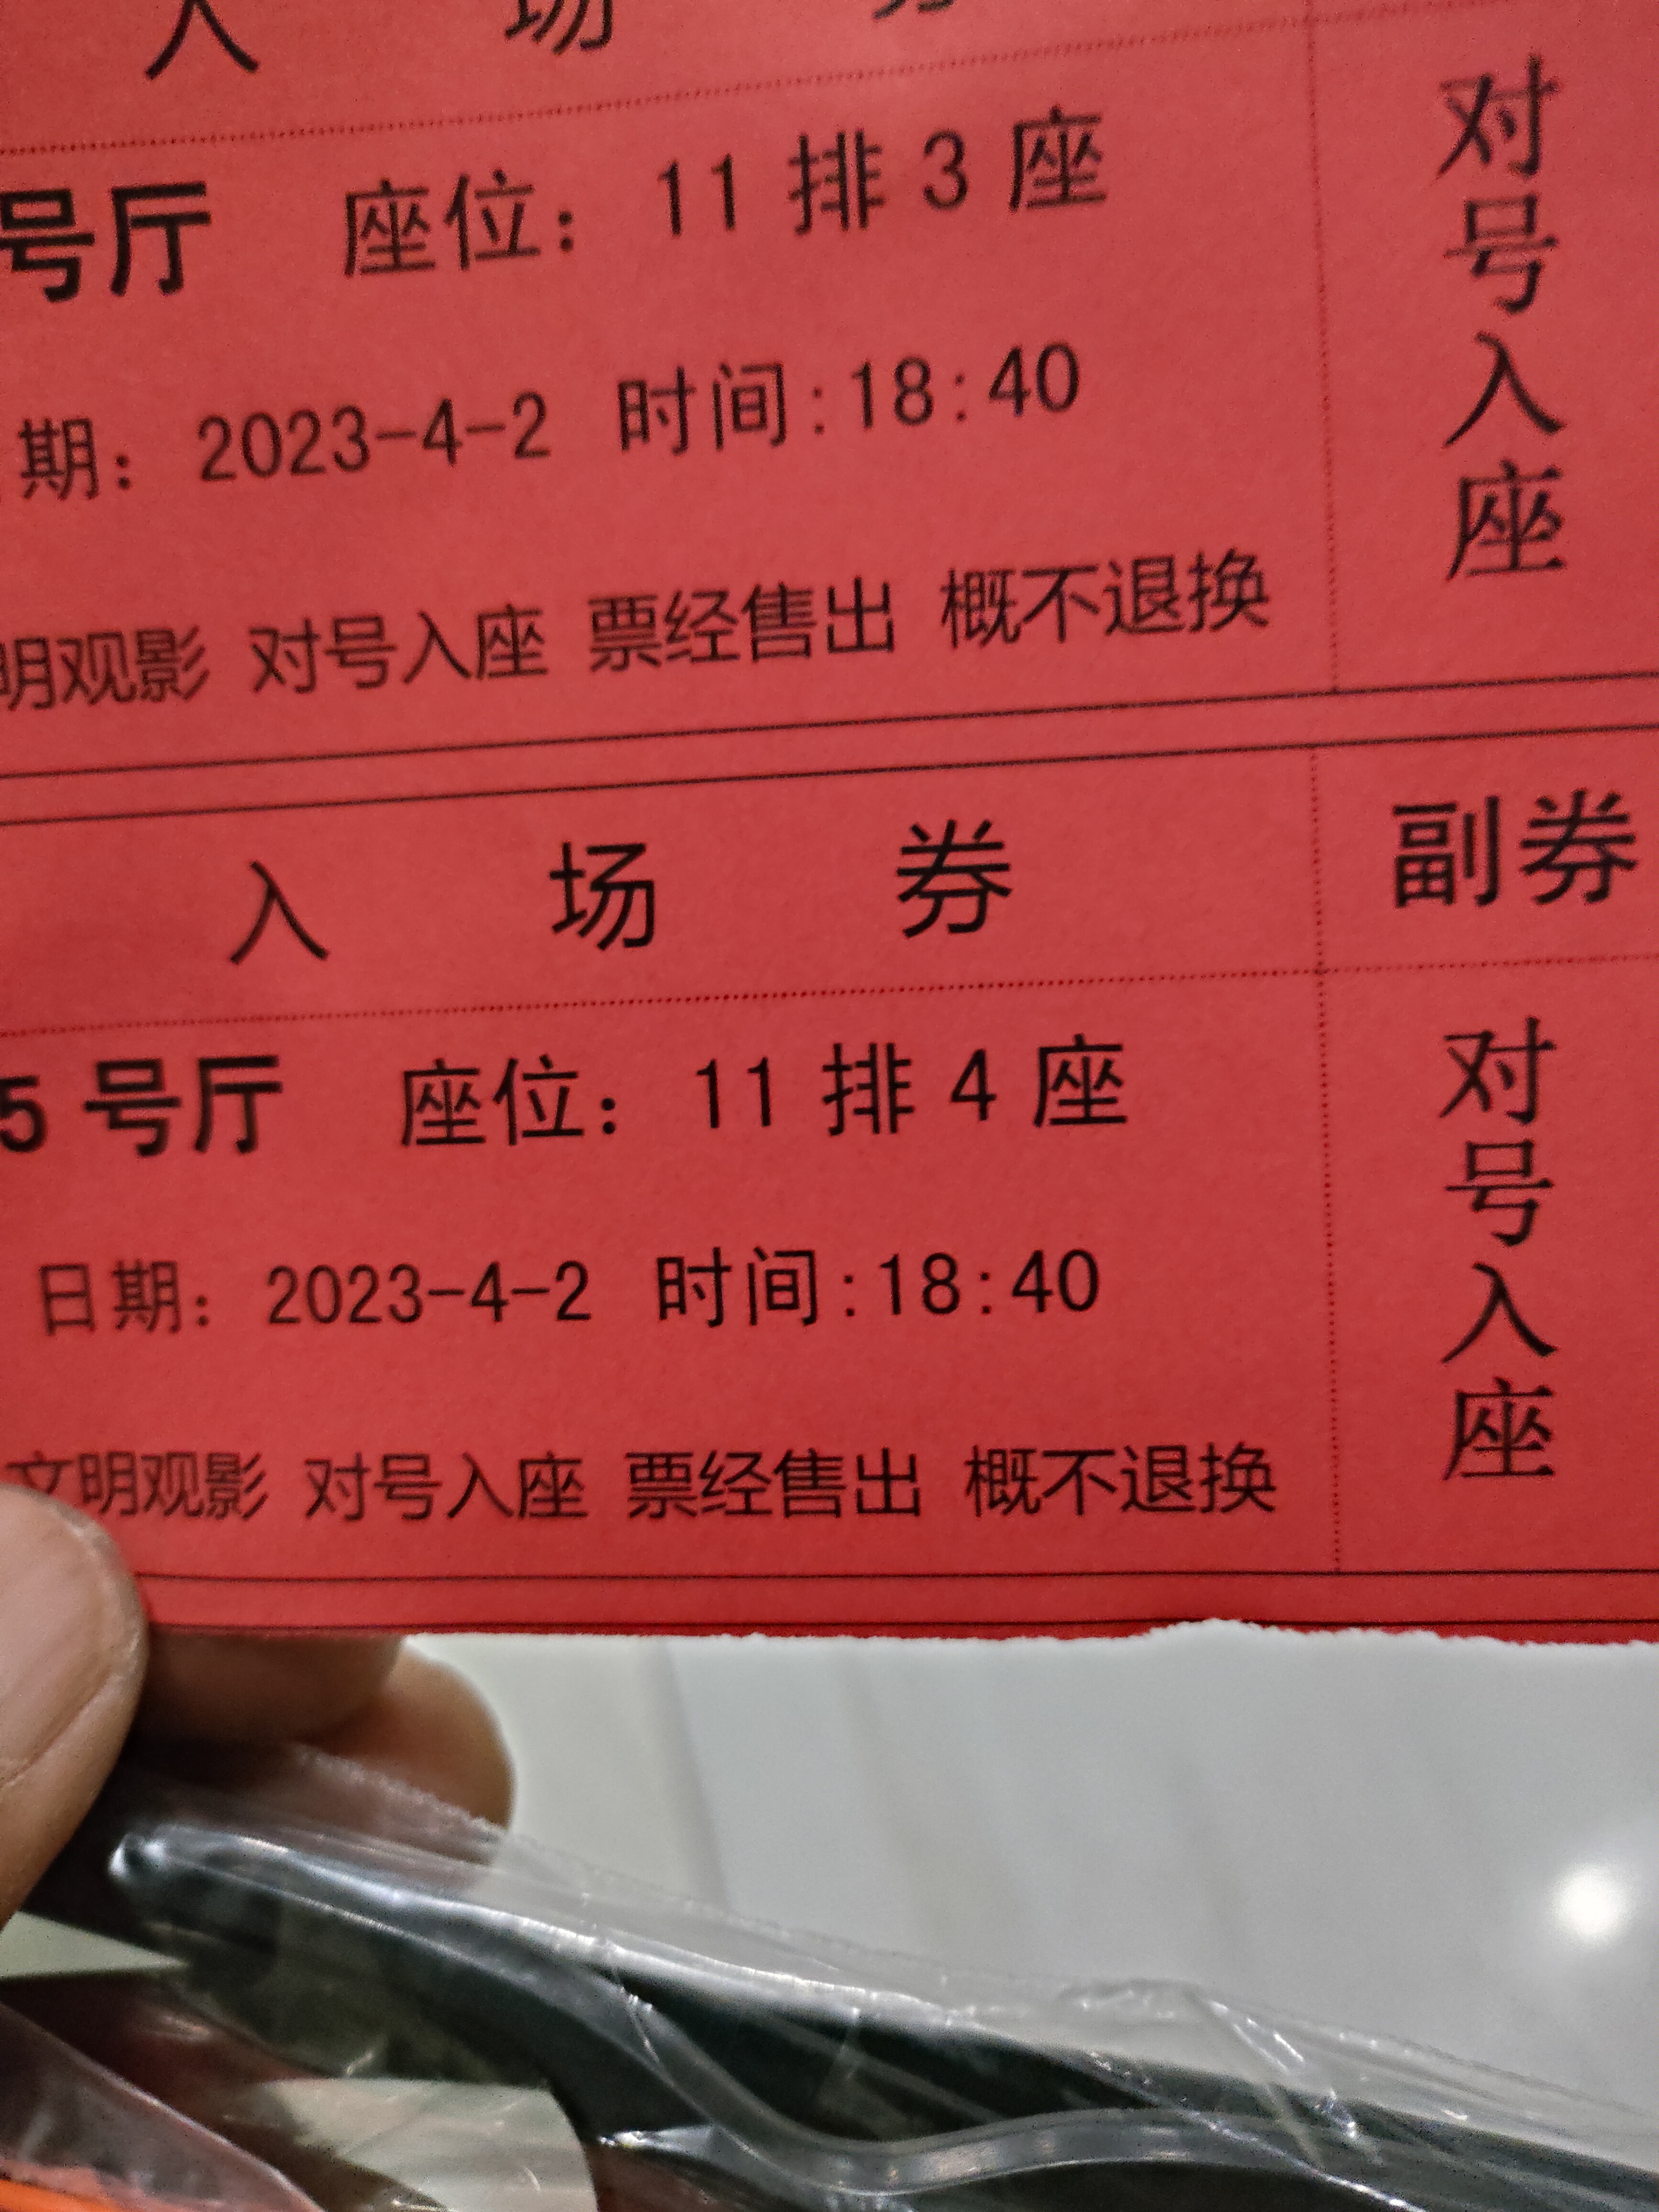 入 场
号厅 座位：11 排 3 座
期：2023-4-2 时间:18:40
明观影 对号入座 票经售出 概不退换
对
号
入
座
入 场 券
副券
5 号厅 座位：11 排 4 座
日期：2023-4-2 时间:18:40
文明观影 对号入座 票经售出 概不退换
对
号
入
座